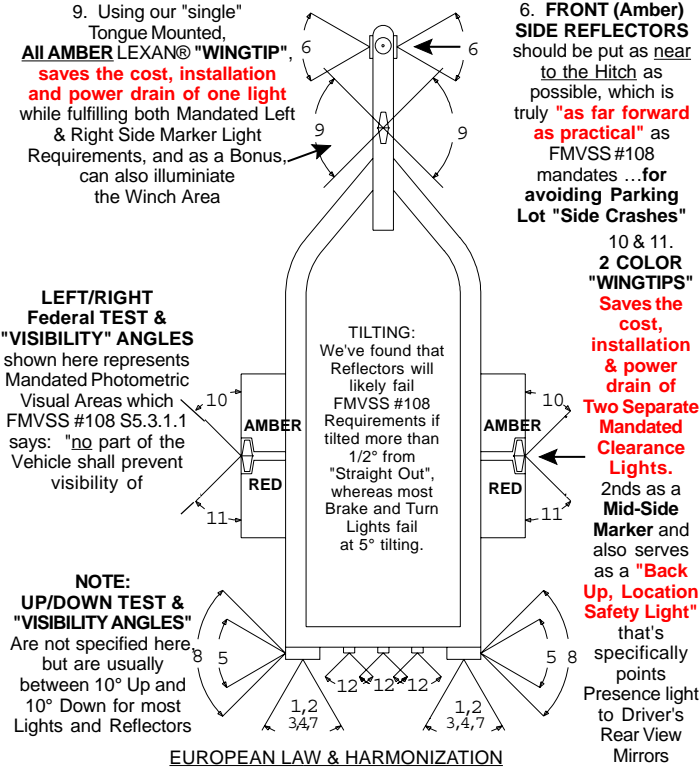 9. Using our "single"
Tongue Mounted,
All AMBER LEXAN® "WINGTIP",
saves the cost, installation
and power drain of one light
while fulfilling both Mandated Left
& Right Side Marker Light
Requirements, and as a Bonus,
can also illuminiate
the Winch Area
6
6
9
9
6. FRONT (Amber)
SIDE REFLECTORS
should be put as near
to the Hitch as
possible, which is
truly "as far forward
as practical" as
FMVSS #108
mandates ...for
avoiding Parking
Lot "Side Crashes"
10 & 11.
2 COLOR
"WINGTIPS"
Saves the
cost,
installation
& power
drain of
Two Separate
Mandated
Clearance
Lights.
2nds as a
Mid-Side
Marker and
also serves
as a "Back
Up, Location
Safety Light"
that's
specifically
points
Presence light
to Driver's
Rear View
Mirrors
LEFT/RIGHT
Federal TEST &
"VISIBILITY" ANGLES
shown here represents
Mandated Photometric
Visual Areas which
FMVSS #108 S5.3.1.1
says: "no part of the
Vehicle shall prevent
visibility of
10
AMBER
RED
11
TILTING:
We've found that
Reflectors will
likely fail
FMVSS #108
Requirements if
tilted more than
1/2° from
"Straight Out",
whereas most
Brake and Turn
Lights fail
at 5° tilting.
10
AMBER
RED
11
NOTE:
UP/DOWN TEST &
"VISIBILITY ANGLES"
Are not specified here,
but are usually
between 10° Up and
10° Down for most
Lights and Reflectors
8 5
5 8
12 12 12
1,2
3,4,7
1,2
3,4,7
EUROPEAN LAW & HARMONIZATION